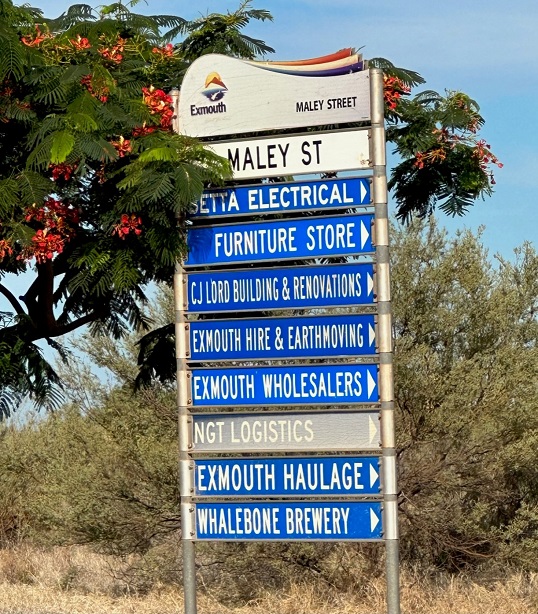 Exmouth
MALEY STREET
MALEY ST
ELECTRICAL
FURNITURE STORE
CJ LORD BUILDING & RENOVATIONS
EXMOUTH HIRE & EARTHMOVING
EXMOUTH WHOLESALERS
NGT LOGISTICS
EXMOUTH HAULAGE
WHALEBONE BREWERY